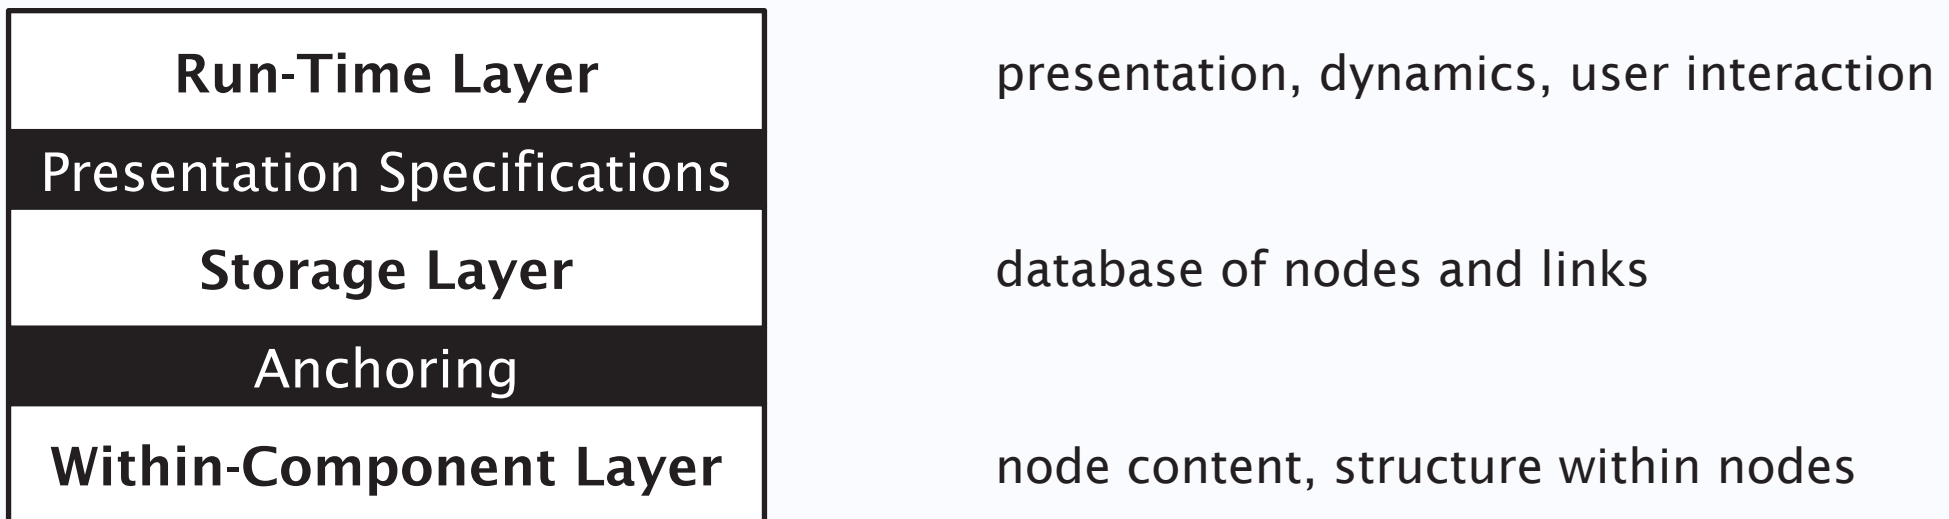 Run-Time Layer
presentation, dynamics, user interaction
Presentation Specifications
Storage Layer
database of nodes and links
Anchoring
Within-Component Layer
node content, structure within nodes